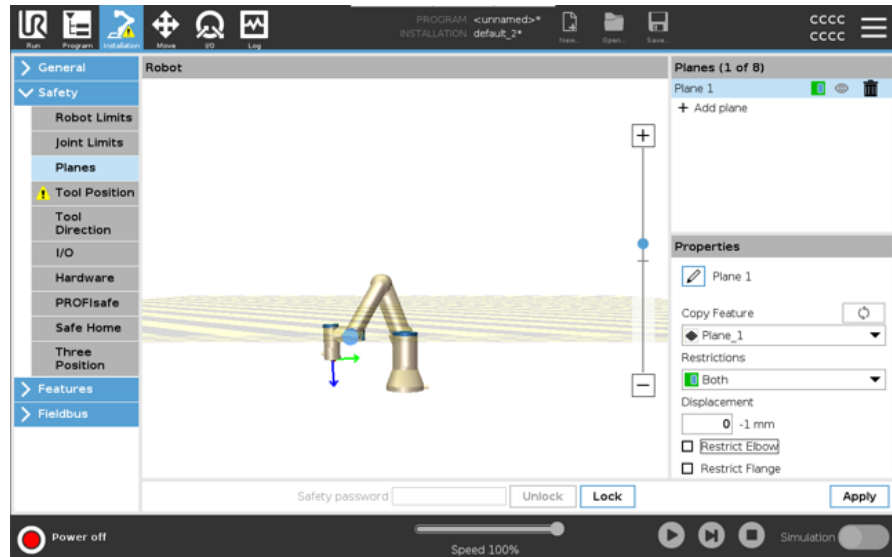 PROGRAM <unnamed>*
INSTALLATION default_2*
CCCC
CCCC
UR
Run
Program
Installation
Move
I/O
Log
New...
Open...
Save...
General
Safety
Robot Limits
Joint Limits
Planes
Tool Position
Tool
Direction
I/O
Hardware
PROFIsafe
Safe Home
Three
Position
Features
Fieldbus
Robot
Planes (1 of 8)
Plane 1
+ Add plane
Properties
Plane 1
Copy Feature
Plane_1
Restrictions
Both
Displacement
0 -1 mm
Restrict Elbow
Restrict Flange
Safety password
Unlock
Lock
Apply
Power off
Speed 100%
Simulation